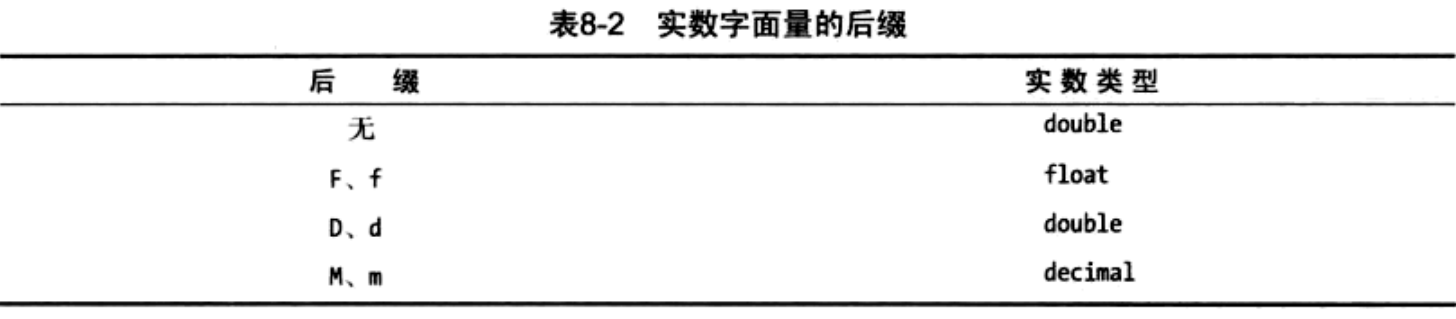 表8-2 实数字面量的后缀
后 缀 实数类型
无 double
F、f float
D、d double
M、m decimal